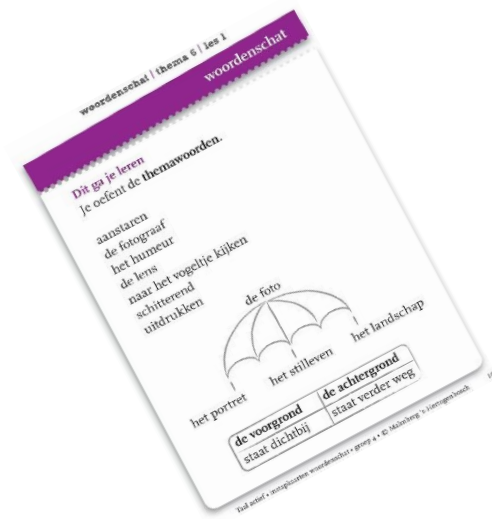 woordenschat | thema 6 | les 1
woordenschat
Dit ga je leren
Je oefent de themawoorden.
aanstaren
de fotograaf
het humeur
de lens
naar het vogeltje kijken
schitterend
uitdrukken
de foto
het portret
het stilleven
het landschap
de voorgrond
de achtergrond
staat dichtbij
staat verder weg
Taal actief • instapkaarten woordenschat • groep 4 • © Malmberg 's-Hertogenbosch